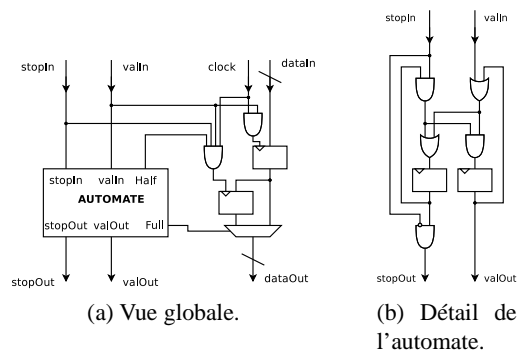 stopIn valIn clock dataIn
stopIn valIn Half
AUTOMATE
stopOut valOut Full
stopOut valOut dataOut
(a) Vue globale.
stopIn valIn
stopOut valOut
(b) Détail de
l'automate.